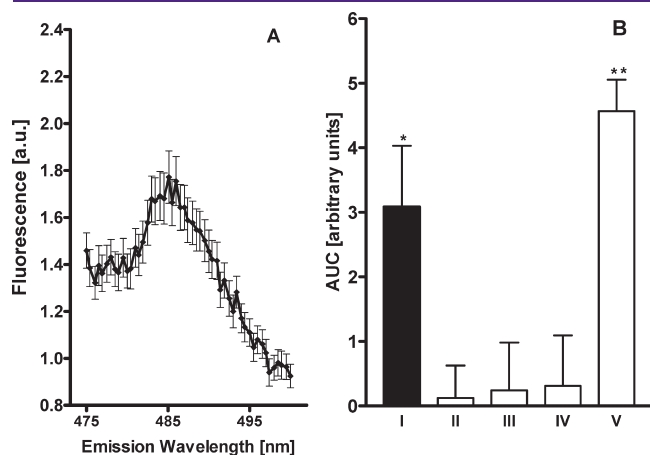 A
Fluorescence [a.u.]
2.4
2.2
2.0
1.8
1.6
1.4
1.2
1.0
0.8
475
485
495
Emission Wavelength [nm]
B
AUC [arbitrary units]
6
5
4
3
2
1
0
*
**
I
II
III
IV
V